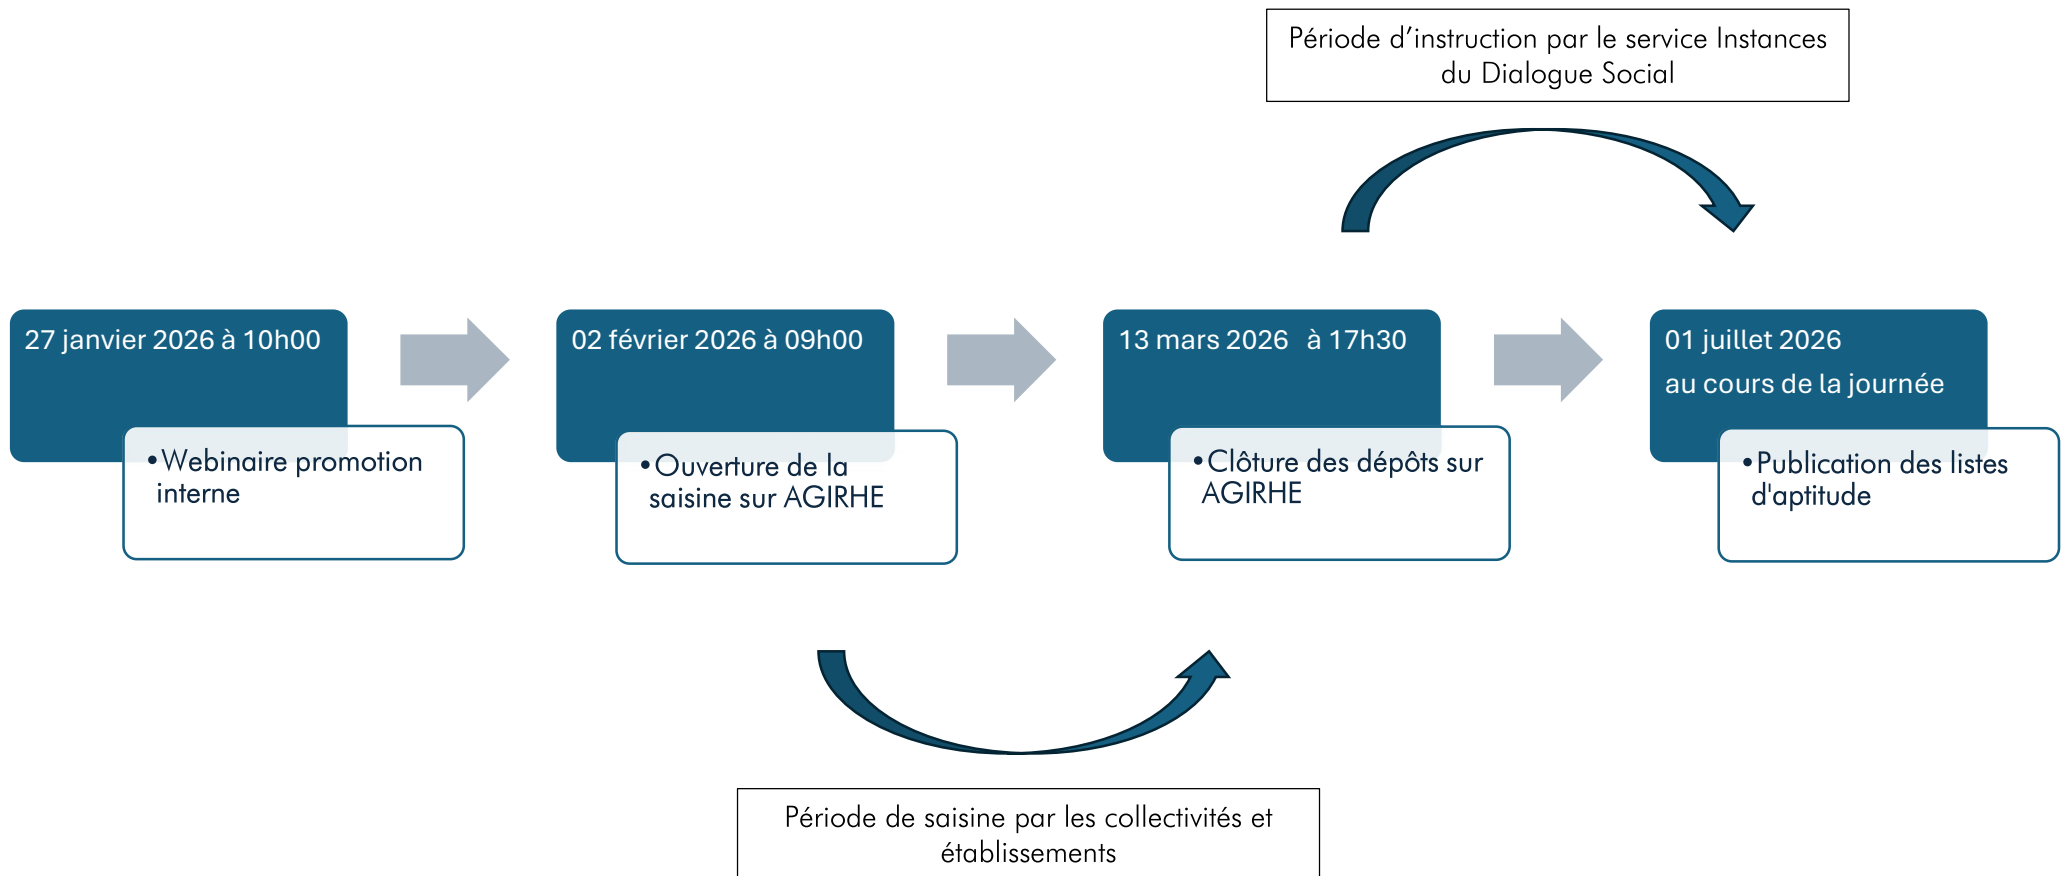 Période d’instruction par le service Instances
du Dialogue Social
27 janvier 2026 à 10h00
•Webinaire promotion
interne
02 février 2026 à 09h00
•Ouverture de la
saisine sur AGIRHE
13 mars 2026 à 17h30
•Clôture des dépôts sur
AGIRHE
01 juillet 2026
au cours de la journée
•Publication des listes
d'aptitude
Période de saisine par les collectivités et
établissements